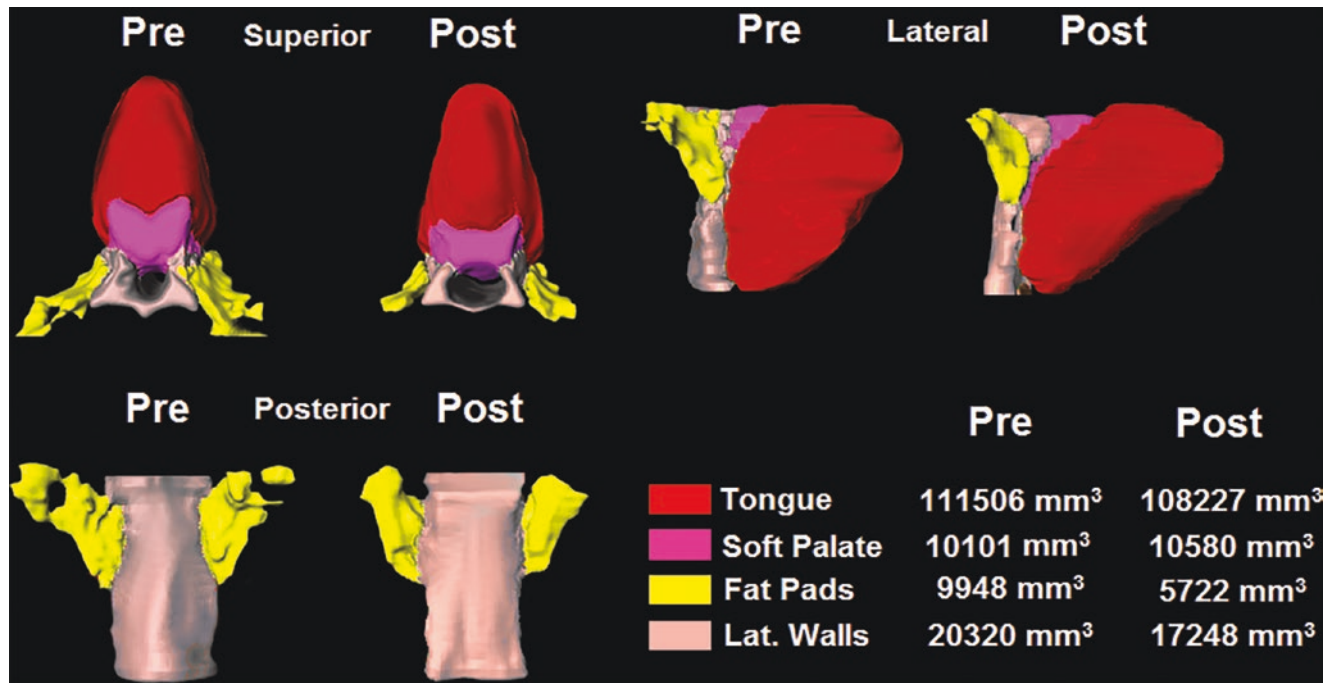 Pre Superior Post
Pre Lateral Post
Pre Posterior Post
Pre Post
Tongue 111506 mm³ 108227 mm³
Soft Palate 10101 mm³ 10580 mm³
Fat Pads 9948 mm³ 5722 mm³
Lat. Walls 20320 mm³ 17248 mm³